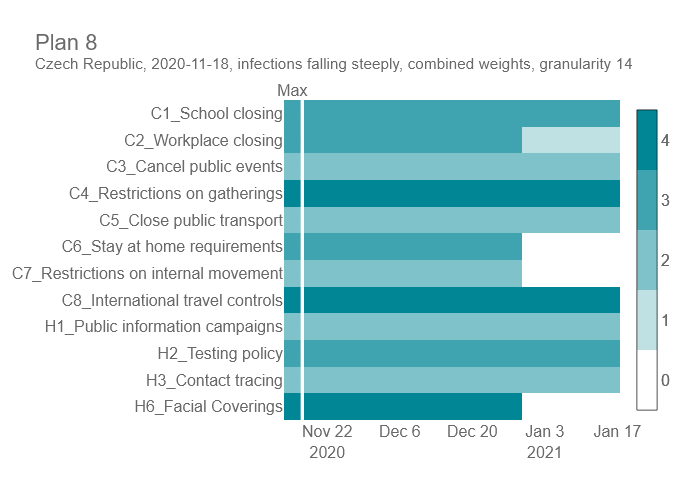 Plan 8
Czech Republic, 2020-11-18, infections falling steeply, combined weights, granularity 14
Max
C1_School closing
C2_Workplace closing
C3_Cancel public events
C4_Restrictions on gatherings
C5_Close public transport
C6_Stay at home requirements
C7_Restrictions on internal movement
C8_International travel controls
H1_Public information campaigns
H2_Testing policy
H3_Contact tracing
H6_Facial Coverings
4
3
2
1
0
Nov 22 Dec 6 Dec 20 Jan 3 Jan 17
2020 2021